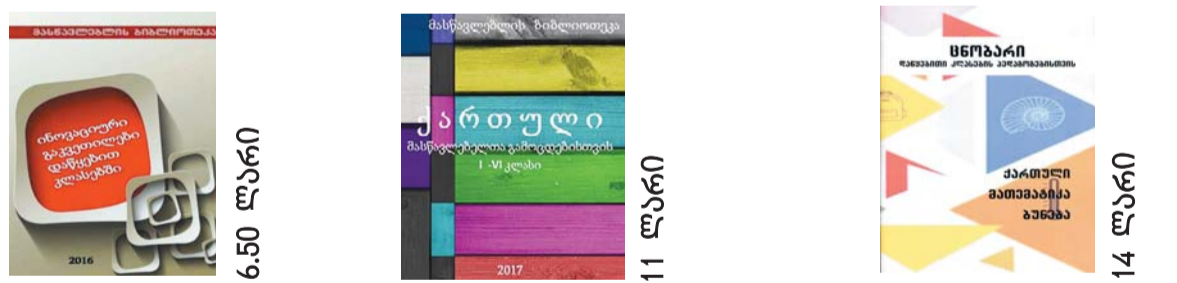 მასწავლებლის ბიბლიოთეკა
ინოვაციური
გაკვეთილები
დაწყებით
კლასებში
2016
6.50 ლარი
მასწავლებლის ბიბლიოთეკა
ქართული
მასწავლებელთა გამოცდებისთვის
I -VI კლასი
2017
11 ლარი
ცნობარი
დაწყებითი კლასების პედაგოგებისთვის
ქართული
მათემატიკა
ბუნება
14 ლარი